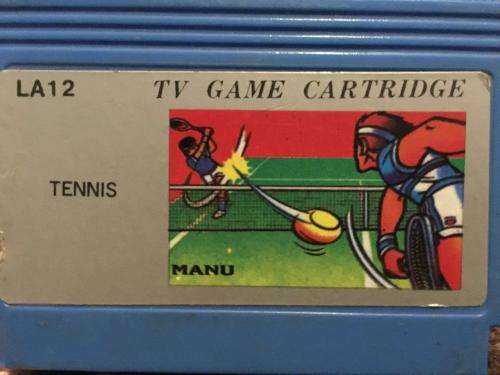 LA12 TV GAME CARTRIDGE
TENNIS
MANU